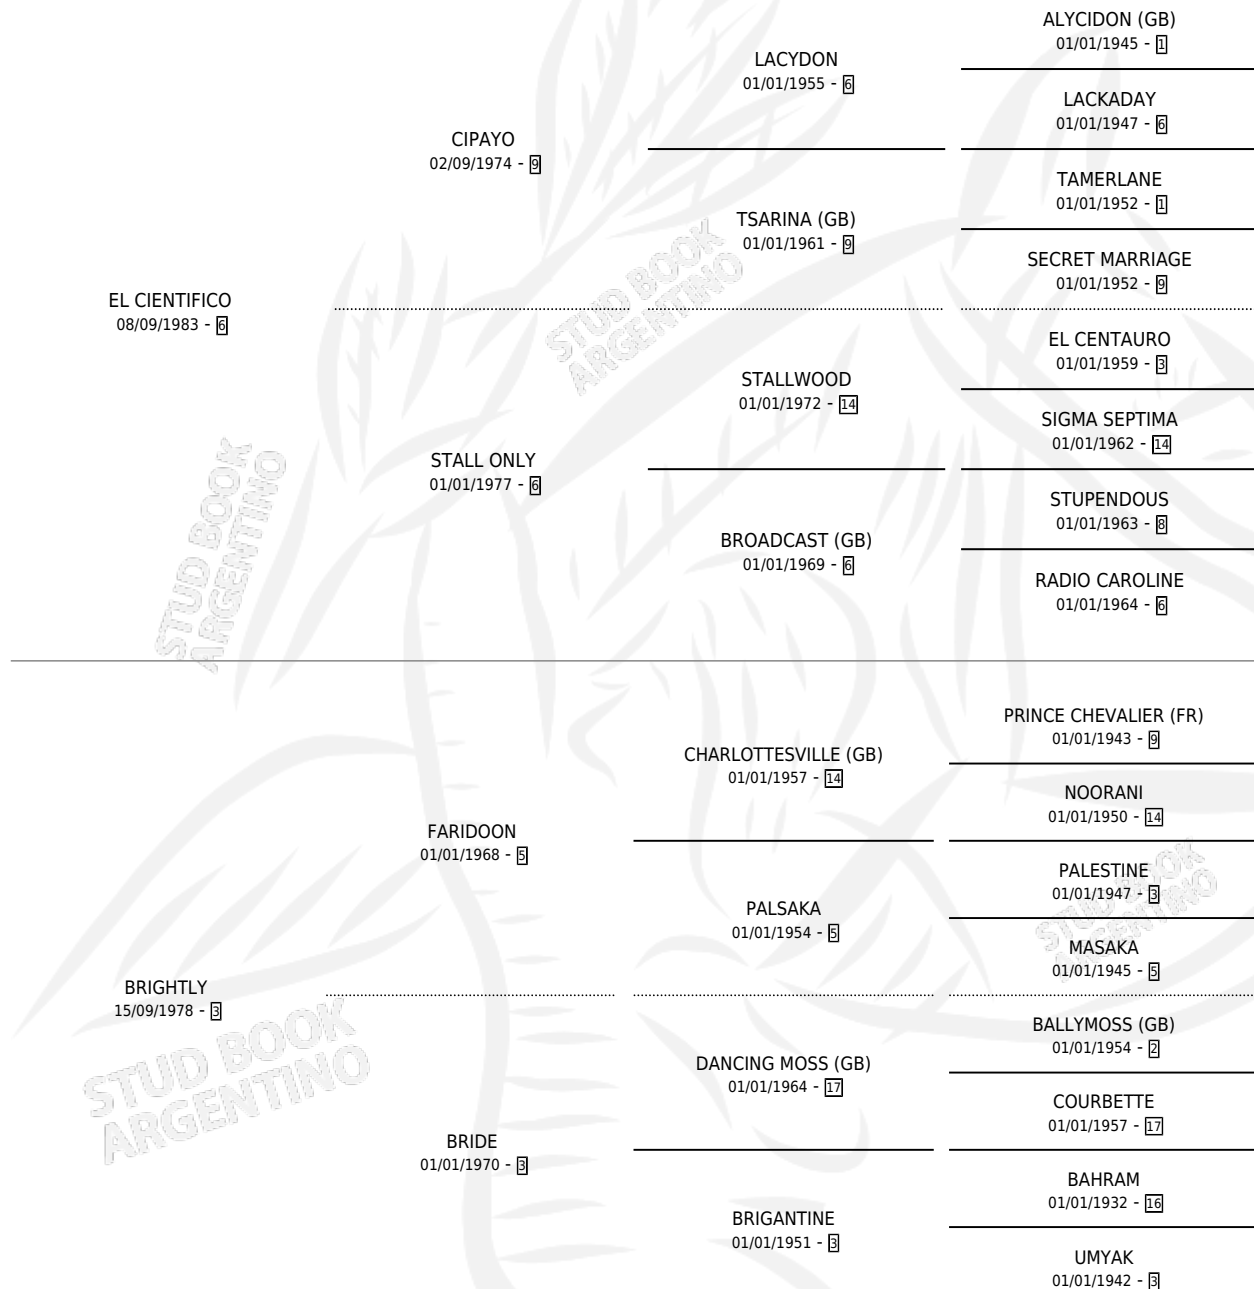 EL CIENTIFICO
08/09/1983 - 6
CIPAYO
02/09/1974 - 9
STALL ONLY
01/01/1977 - 6
LACYDON
01/01/1955 - 6
TSARINA (GB)
01/01/1961 - 9
STALLWOOD
01/01/1972 - 14
BROADCAST (GB)
01/01/1969 - 6
ALYCIDON (GB)
01/01/1945 - 1
LACKADAY
01/01/1947 - 6
TAMERLANE
01/01/1952 - 1
SECRET MARRIAGE
01/01/1952 - 9
EL CENTAURO
01/01/1959 - 3
SIGMA SEPTIMA
01/01/1962 - 14
STUPENDOUS
01/01/1963 - 8
RADIO CAROLINE
01/01/1964 - 6
BRIGHTLY
15/09/1978 - 3
FARIDOON
01/01/1968 - 5
BRIDE
01/01/1970 - 3
CHARLOTTESVILLE (GB)
01/01/1957 - 14
PALSAKA
01/01/1954 - 5
DANCING MOSS (GB)
01/01/1964 - 17
BRIGANTINE
01/01/1951 - 3
PRINCE CHEVALIER (FR)
01/01/1943 - 9
NOORANI
01/01/1950 - 14
PALESTINE
01/01/1947 - 3
MASAKA
01/01/1945 - 5
BALLYMOSS (GB)
01/01/1954 - 2
COURBETTE
01/01/1957 - 17
BAHRAM
01/01/1932 - 16
UMYAK
01/01/1942 - 3
STUD BOOK
ARGENTINO
STUD BOOK
ARGENTINO
STUD BOOK
ARGENTINO
STUD BOOK
ARGENTINO